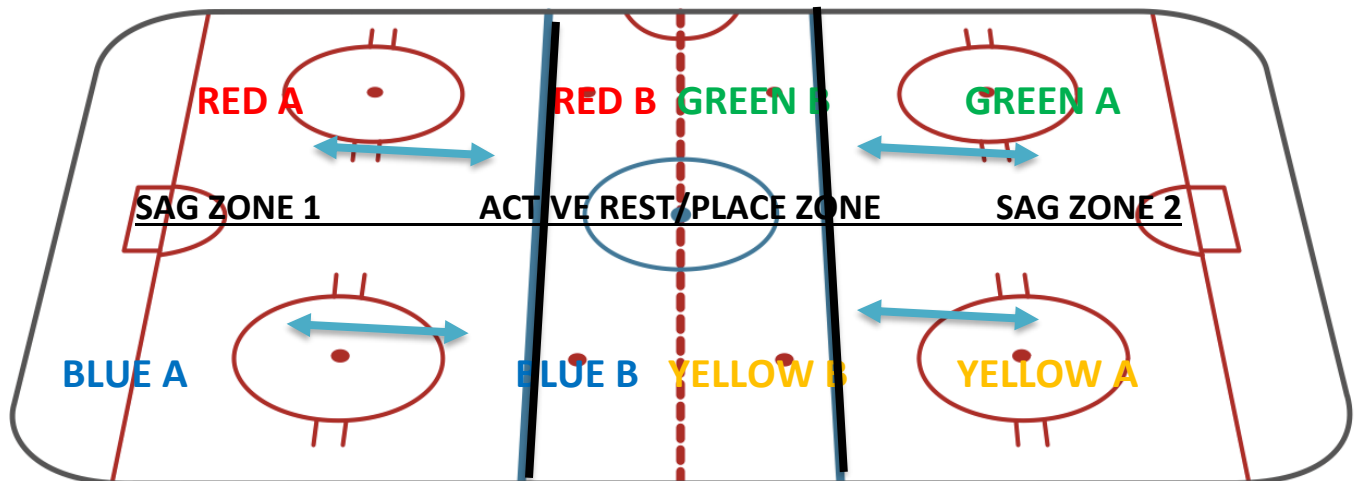 RED A RED B GREEN B GREEN A
SAG ZONE 1 ACTIVE REST/PLACE ZONE SAG ZONE 2
BLUE A BLUE B YELLOW B YELLOW A